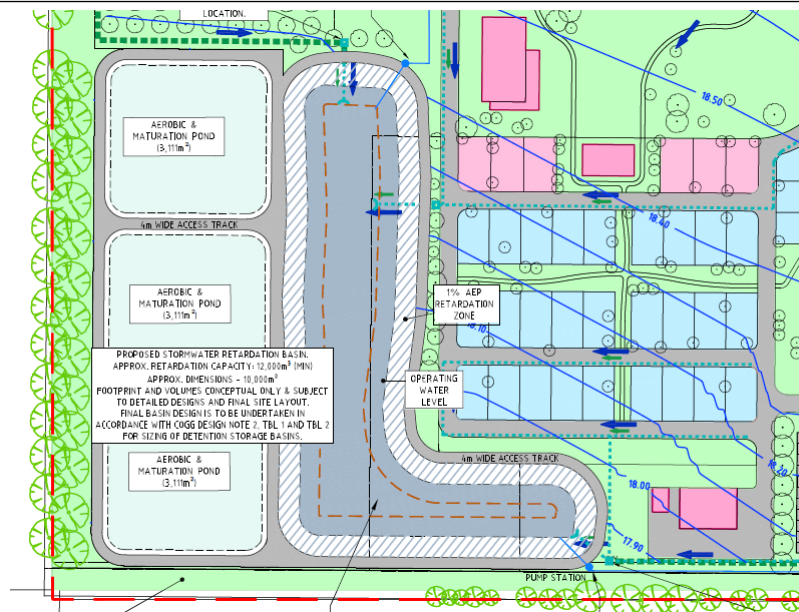 LOCATION.
18.50
AEROBIC &
MATURATION POND
(3,111m²)
4m WIDE ACCESS TRACK
18.40
AEROBIC &
MATURATION POND
(3,111m²)
1% AEP
RETARDATION
ZONE
18.10
PROPOSED STORMWATER RETARDATION BASIN.
APPROX. RETARDATION CAPACITY: 12,000m³ (MIN)
APPROX. DIMENSIONS - 10,000m²
FOOTPRINT AND VOLUMES CONCEPTUAL ONLY & SUBJECT
TO DETAILED DESIGNS AND FINAL SITE LAYOUT.
FINAL BASIN DESIGN IS TO BE UNDERTAKEN IN
ACCORDANCE WITH COGG DESIGN NOTE 2, TBL 1 AND TBL 2
FOR SIZING OF DETENTION STORAGE BASINS.
OPERATING
WATER
LEVEL
AEROBIC &
MATURATION POND
(3,111m²)
4m WIDE ACCESS TRACK
18.20
18.00
17.90
PUMP STATION